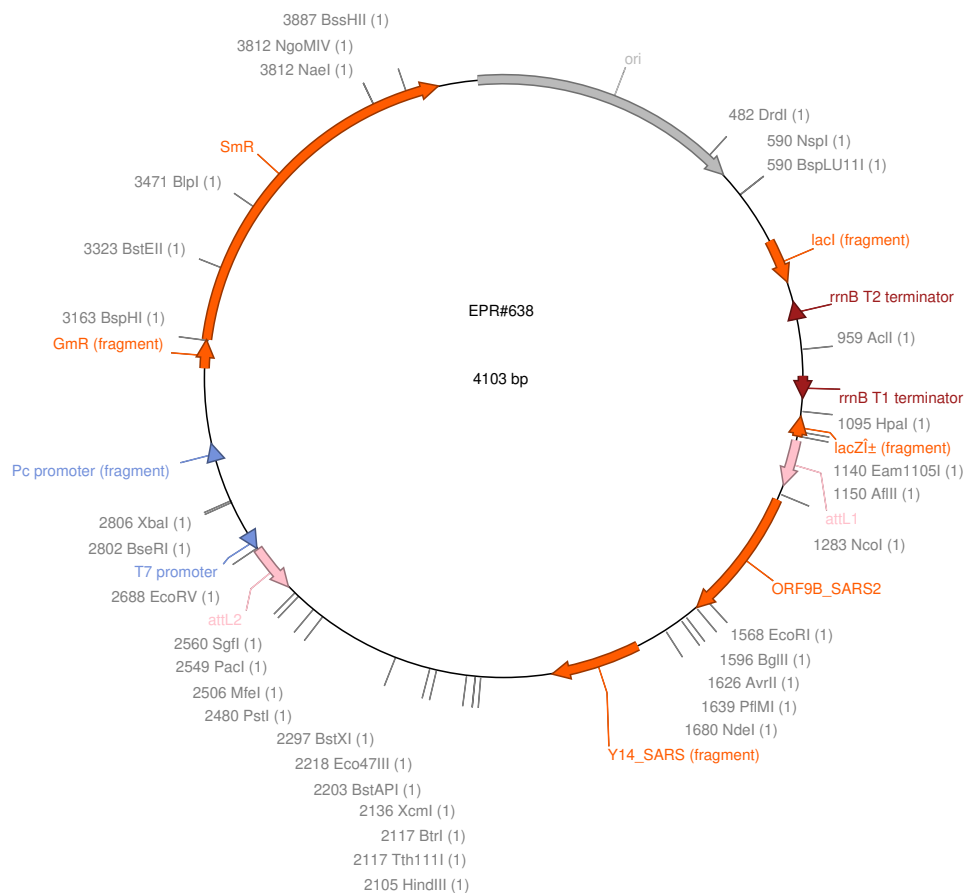 3887 BssHII (1)
3812 NgoMIV (1)
3812 NaeI (1)
ori
482 DrdI (1)
590 NspI (1)
590 BspLU11I (1)
SmR
3471 BlpI (1)
lacI (fragment)
3323 BstEII (1)
rrnB T2 terminator
EPR#638
3163 BspHI (1)
959 AclI (1)
GmR (fragment)
4103 bp
rrnB T1 terminator
1095 HpaI (1)
lacZÎ± (fragment)
Pc promoter (fragment)
1140 Eam1105I (1)
1150 AflII (1)
attL1
2806 XbaI (1)
1283 NcoI (1)
2802 BseRI (1)
T7 promoter
ORF9B_SARS2
2688 EcoRV (1)
attL2
1568 EcoRI (1)
2560 SgfI (1)
1596 BglII (1)
2549 PacI (1)
2506 MfeI (1)
1626 AvrII (1)
2480 PstI (1)
1639 PflMI (1)
1680 NdeI (1)
2297 BstXI (1)
Y14_SARS (fragment)
2218 Eco47III (1)
2203 BstAPI (1)
2136 XcmI (1)
2117 BtrI (1)
2117 Tth111I (1)
2105 HindIII (1)